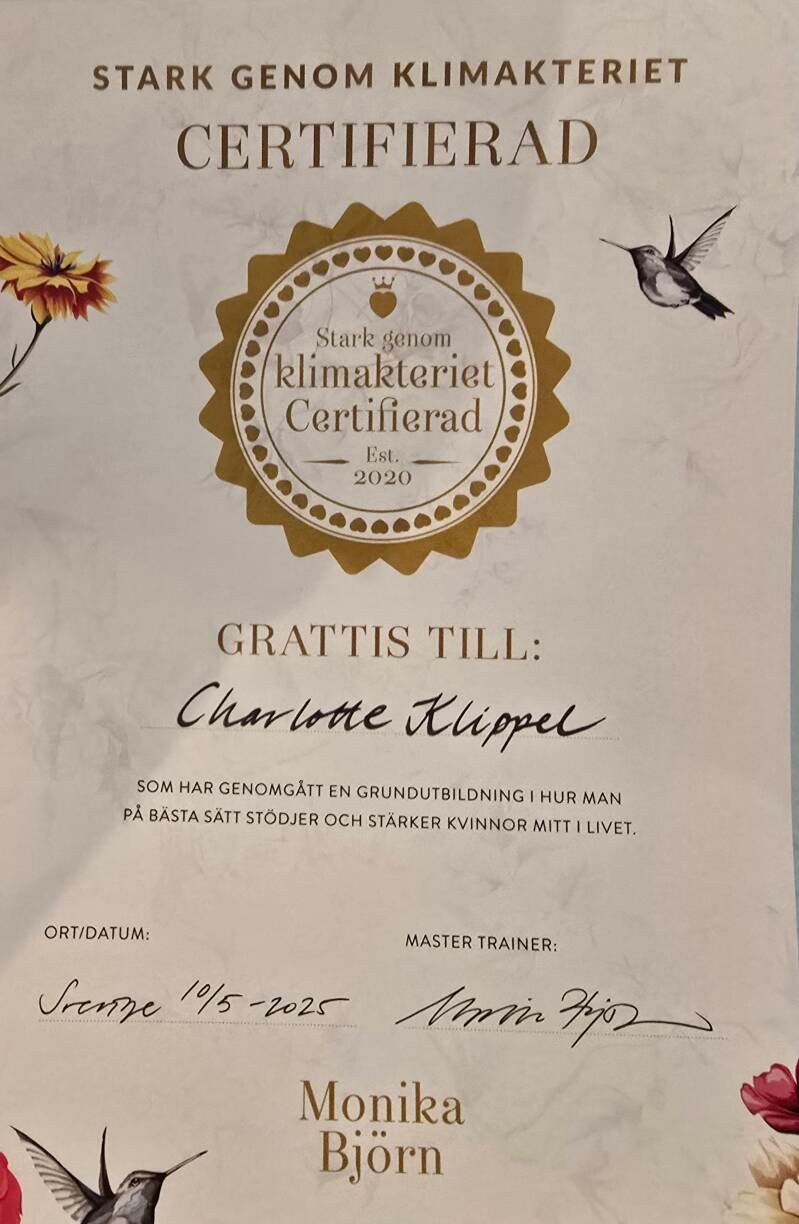 STARK GENOM KLIMAKTERIET
CERTIFIERAD
Stark genom
klimakteriet
Certifierad
Est.
2020
GRATTIS TILL:
Charlotte Klippel
SOM HAR GENOMGÅTT EN GRUNDUTBILDNING I HUR MAN
PÅ BÄSTA SÄTT STÖDJER OCH STÄRKER KVINNOR MITT I LIVET.
ORT/DATUM:
MASTER TRAINER:
Sverige 10/5-2025
Monika
Björn